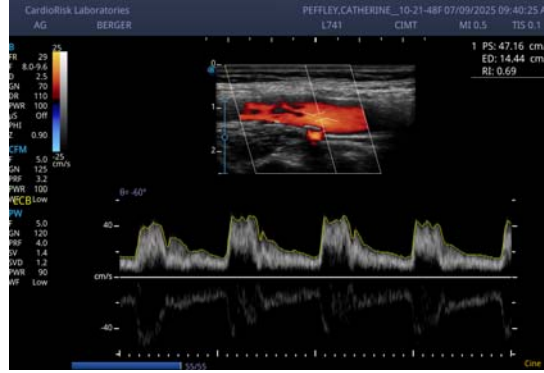 CardioRisk Laboratories PEFFLEY,CATHERINE__10-21-48F 07/09/2025 09:40:25 A
AG BERGER L741 CIMT MI 0.5 TIS 0.1
B
FR 29
F 8.0-9.6
D 2.5
GN 70
DR 110
PWR 100
µS Off
PHI
Z 0.90
CFM
F 5.0
GN 125
PRF 3.2
PWR 100
WF Low
CCB
PW
F 5.0
GN 120
PRF 4.0
SV 1.4
SVD 1.2
PWR 90
WF Low
25
-25
cm/s
0
1
2
1 PS: 47.16 cm/
ED: 14.44 cm/
RI: 0.69
θ= -60°
40
cm/s
-40
55/55
Cine